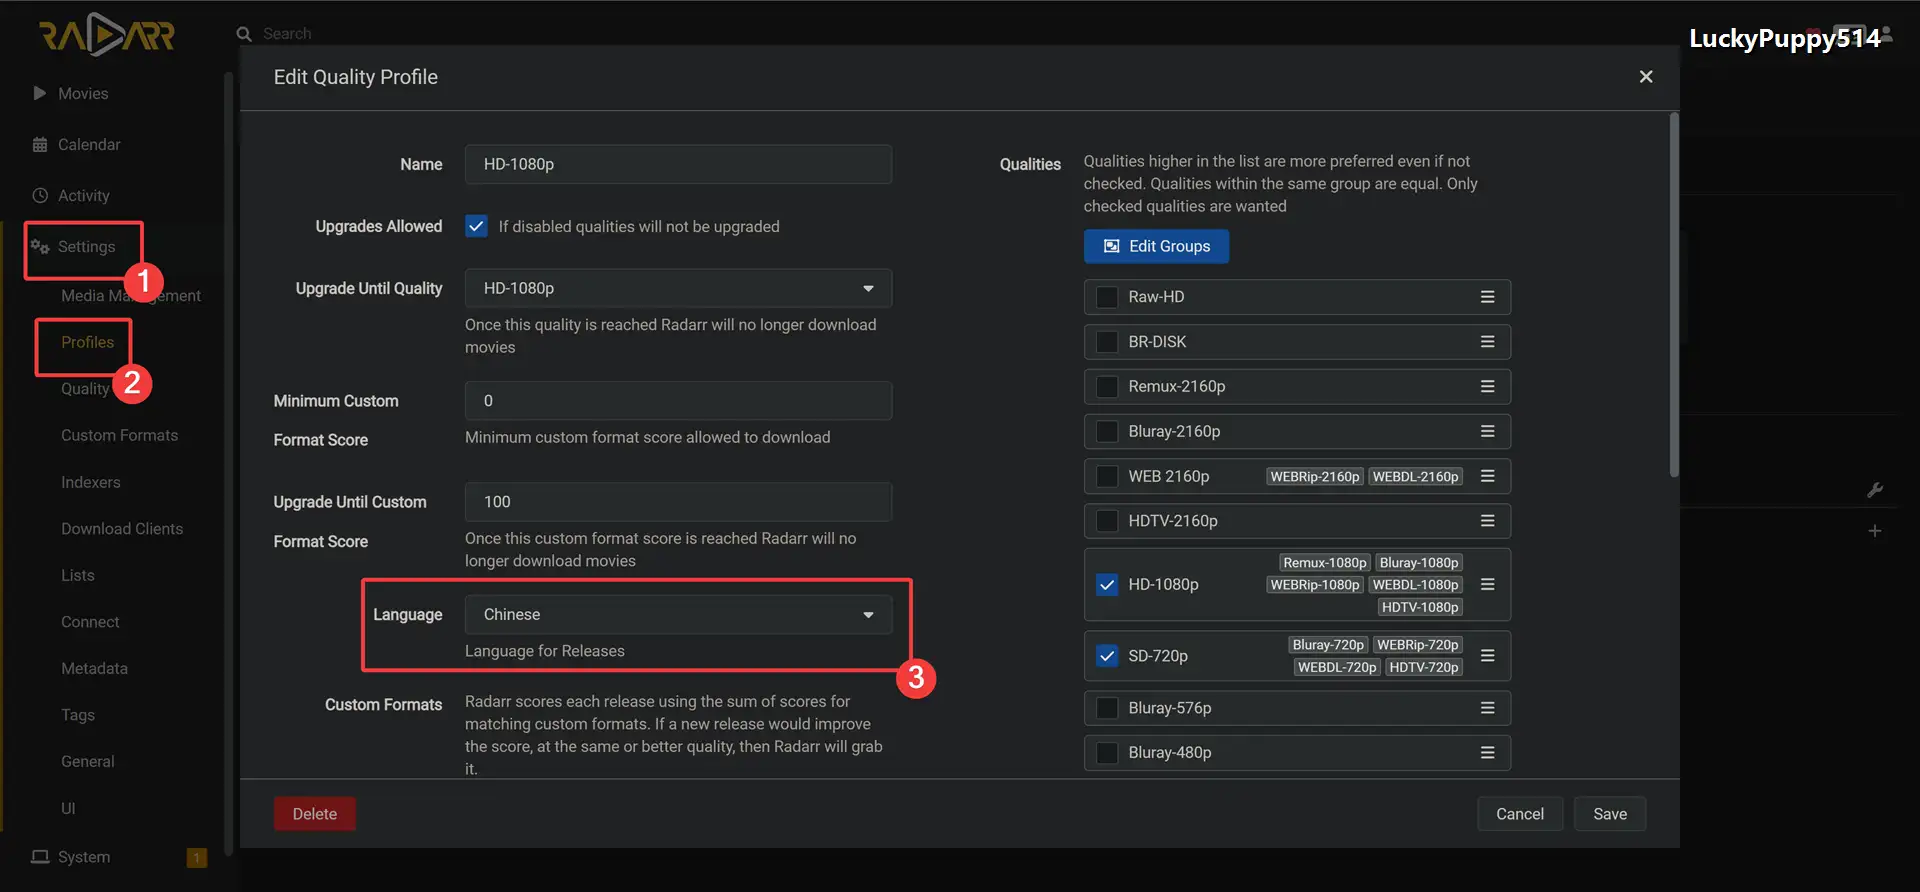 RADARR
Search
LuckyPuppy514
Movies
Calendar
Activity
Settings
1
Media Management
Profiles
2
Quality
Custom Formats
Indexers
Download Clients
Lists
Connect
Metadata
Tags
General
UI
System
1
Edit Quality Profile
Name
HD-1080p
Upgrades Allowed
If disabled qualities will not be upgraded
Upgrade Until Quality
HD-1080p
Once this quality is reached Radarr will no longer download
movies
Minimum Custom
Format Score
0
Minimum custom format score allowed to download
Upgrade Until Custom
Format Score
100
Once this custom format score is reached Radarr will no
longer download movies
Language
Chinese
Language for Releases
3
Custom Formats
Radarr scores each release using the sum of scores for
matching custom formats. If a new release would improve
the score, at the same or better quality, then Radarr will grab
it.
Qualities
Qualities higher in the list are more preferred even if not
checked. Qualities within the same group are equal. Only
checked qualities are wanted
Edit Groups
Raw-HD
BR-DISK
Remux-2160p
Bluray-2160p
WEB 2160p WEBRip-2160p WEBDL-2160p
HDTV-2160p
HD-1080p
Remux-1080p Bluray-1080p
WEBRip-1080p WEBDL-1080p
HDTV-1080p
SD-720p
Bluray-720p WEBRip-720p
WEBDL-720p HDTV-720p
Bluray-576p
Bluray-480p
Delete
Cancel
Save